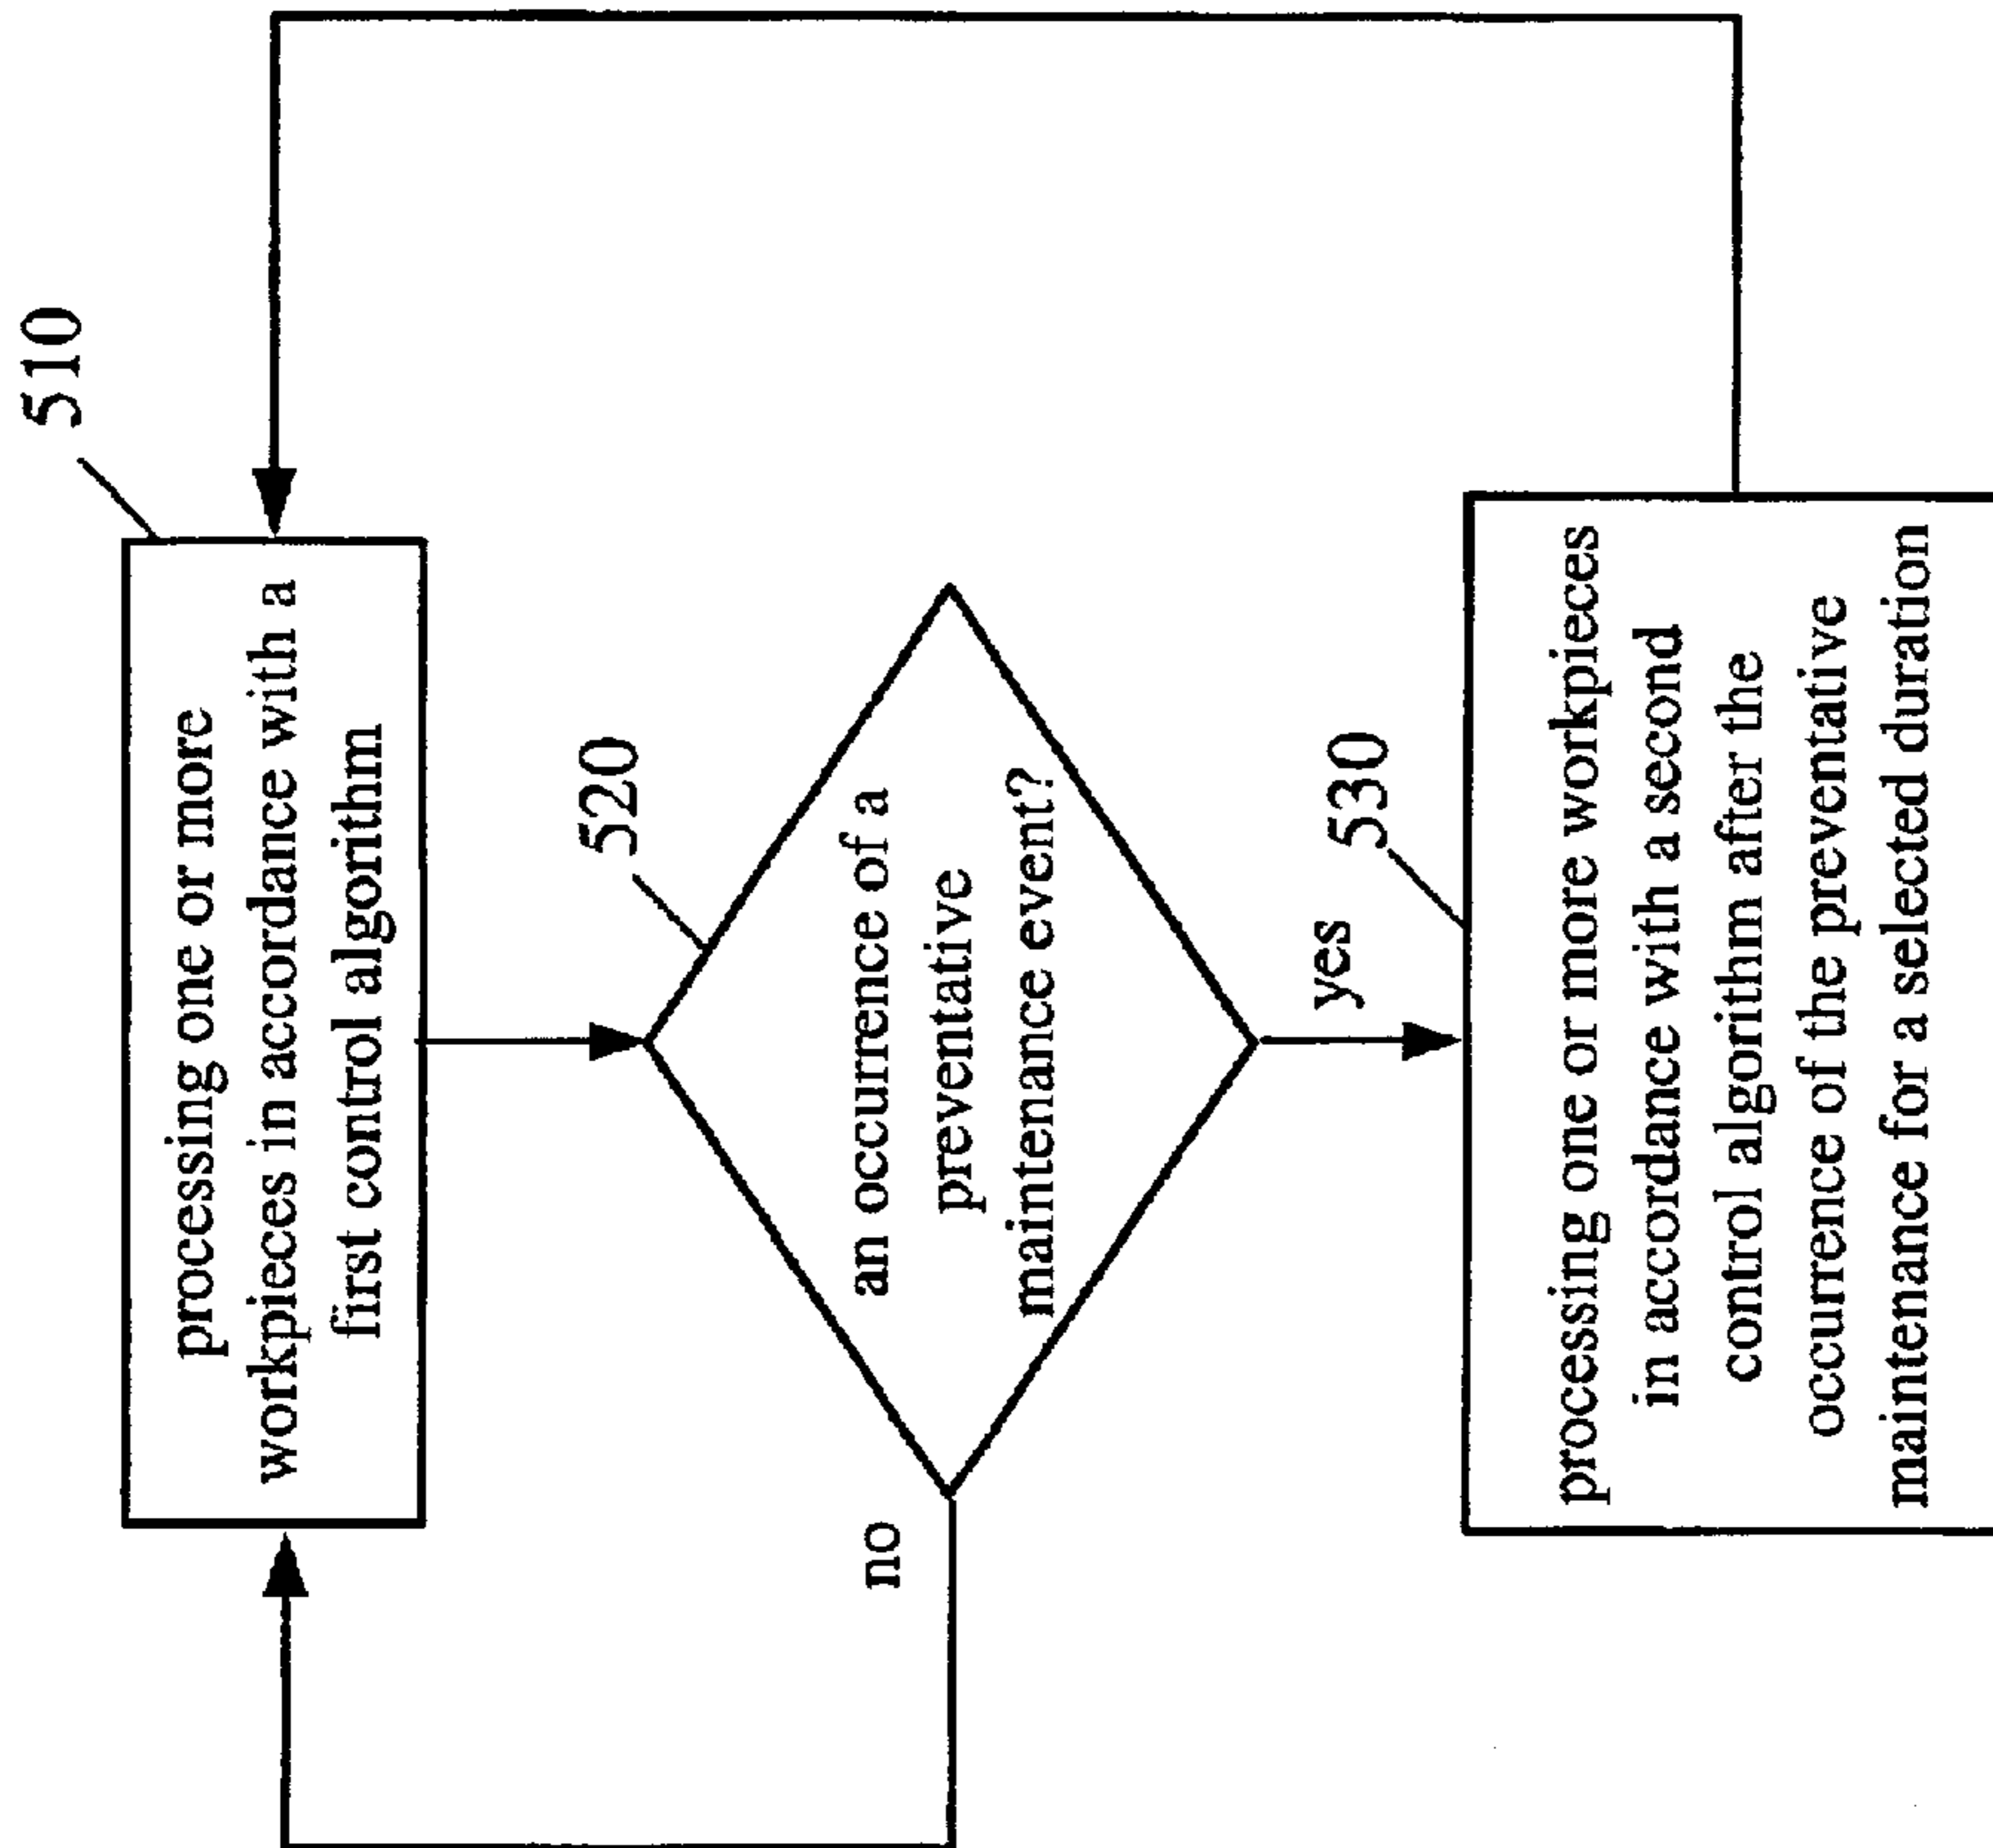 510
processing one or more
workpieces in accordance with a
first control algorithm
520
an occurrence of a
preventative
maintenance event?
no
yes
530
processing one or more workpieces
in accordance with a second
control algorithm after the
occurrence of the preventative
maintenance for a selected duration